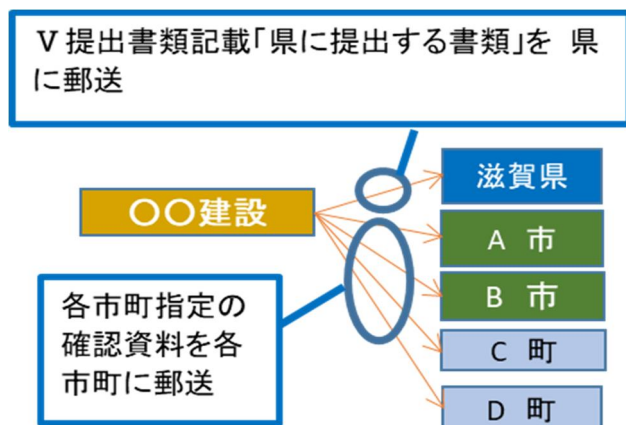 Ⅴ提出書類記載「県に提出する書類」を 県
に郵送
滋賀県
〇〇建設
A 市
B 市
各市町指定の
確認資料を各
市町に郵送
C 町
D 町